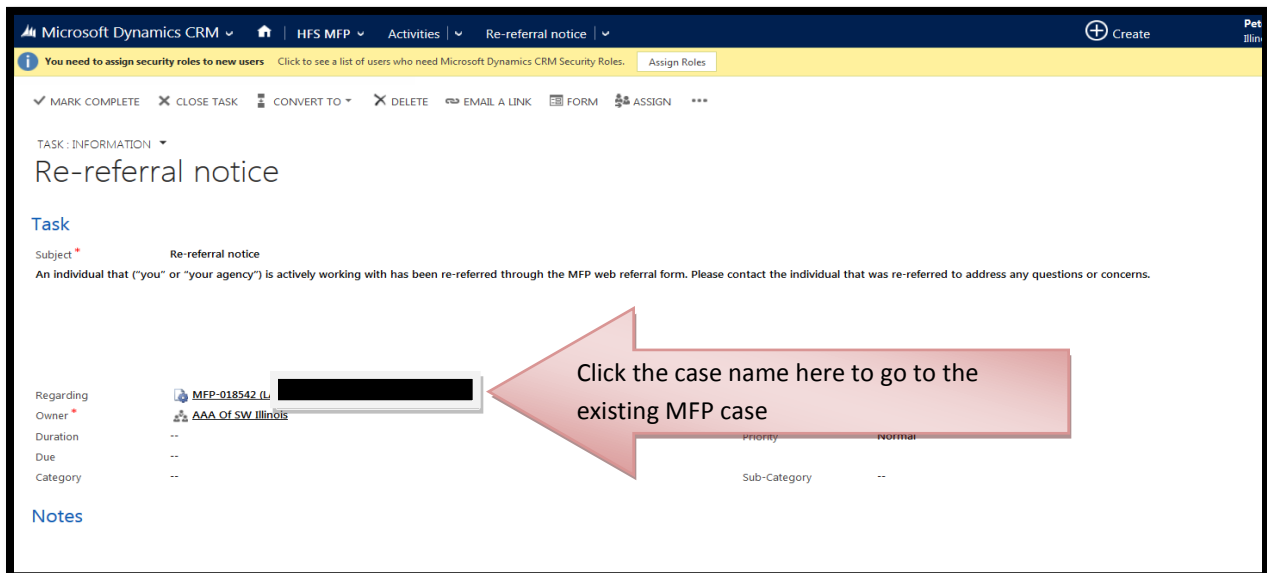 Microsoft Dynamics CRM HFS MFP Activities Re-referral notice Create
You need to assign security roles to new users Click to see a list of users who need Microsoft Dynamics CRM Security Roles. Assign Roles
MARK COMPLETE CLOSE TASK CONVERT TO DELETE EMAIL A LINK FORM ASSIGN •••
TASK : INFORMATION
Re-referral notice
Task
Subject * Re-referral notice
An individual that ("you" or "your agency") is actively working with has been re-referred through the MFP web referral form. Please contact the individual that was re-referred to address any questions or concerns.
Click the case name here to go to the
existing MFP case
Regarding MFP-018542
Owner * AAA Of SW Illinois
Duration -- Priority Normal
Due --
Category -- Sub-Category --
Notes